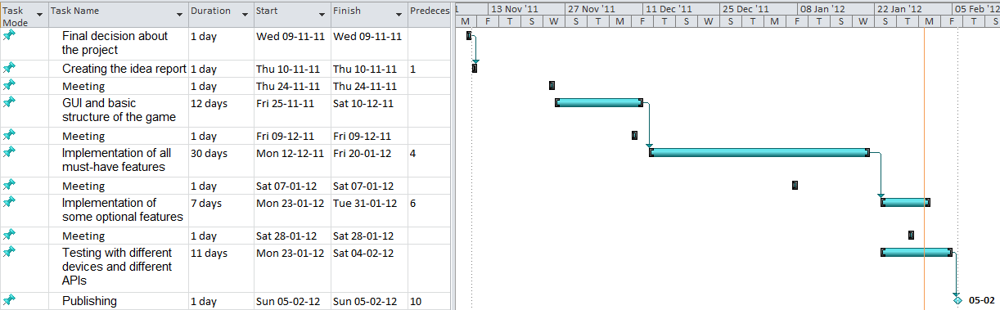 Task Mode Task Name Duration Start Finish Predeces
1 13 Nov '11 27 Nov '11 11 Dec '11 25 Dec '11 08 Jan '12 22 Jan '12 05 Feb '12
M F T S W M F T S W M F T S W M F T S W S T M F T S
Final decision about the project 1 day Wed 09-11-11 Wed 09-11-11
Creating the idea report 1 day Thu 10-11-11 Thu 10-11-11 1
Meeting 1 day Thu 24-11-11 Thu 24-11-11
GUI and basic structure of the game 12 days Fri 25-11-11 Sat 10-12-11
Meeting 1 day Fri 09-12-11 Fri 09-12-11
Implementation of all must-have features 30 days Mon 12-12-11 Fri 20-01-12 4
Meeting 1 day Sat 07-01-12 Sat 07-01-12
Implementation of some optional features 7 days Mon 23-01-12 Tue 31-01-12 6
Meeting 1 day Sat 28-01-12 Sat 28-01-12
Testing with different devices and different APIs 11 days Mon 23-01-12 Sat 04-02-12
Publishing 1 day Sun 05-02-12 Sun 05-02-12 10
05-02